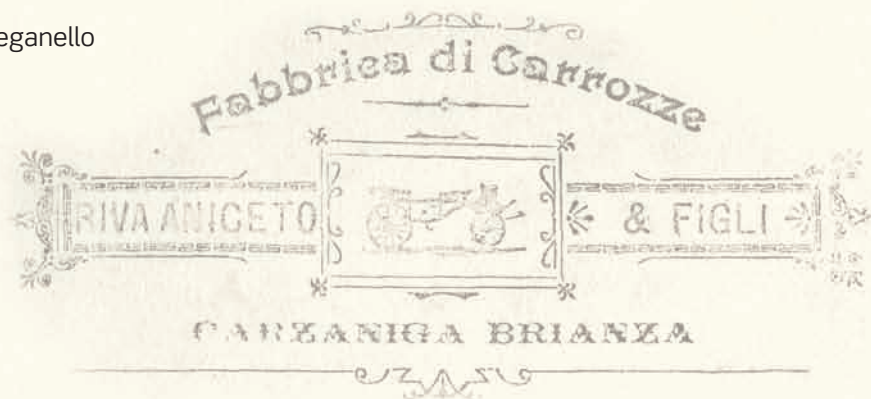 eganello
Fabbrica di Carrozze
RIVA ANICETO & FIGLI
CARZANIGA BRIANZA